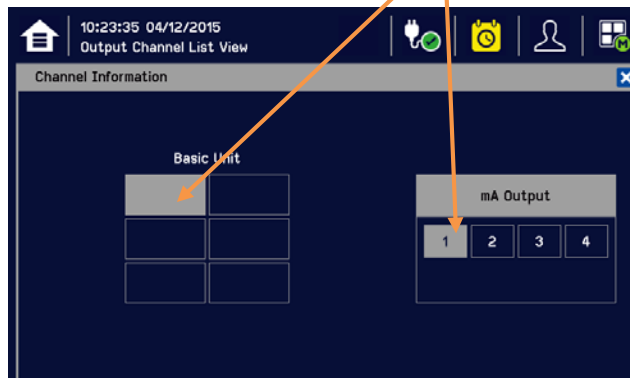 10:23:35 04/12/2015
Output Channel List View
Channel Information
Basic Unit
mA Output
1 2 3 4
M